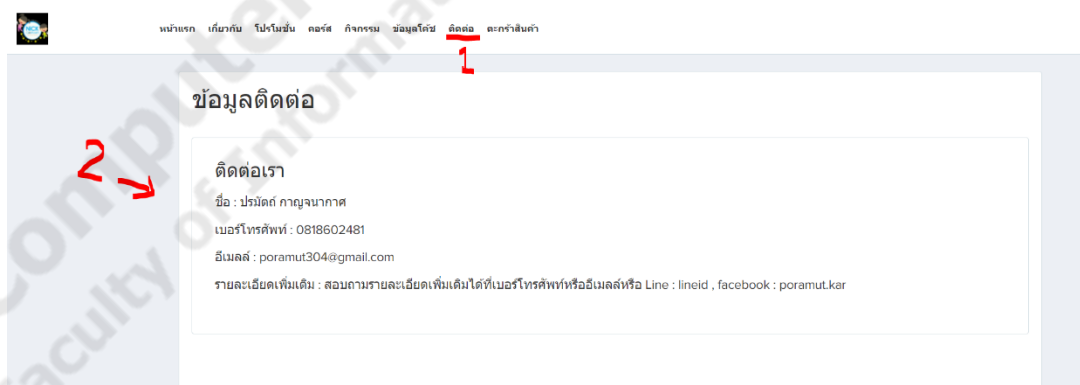 หน้าแรก เกี่ยวกับ โปรโมชั่น คอร์ส กิจกรรม ข้อมูลโค้ช ติดต่อ ตะกร้าสินค้า
1
ข้อมูลติดต่อ
2
ติดต่อเรา
ชื่อ : ปรมัตถ์ กาญจนากาศ
เบอร์โทรศัพท์ : 0818602481
อีเมลล์ : poramut304@gmail.com
รายละเอียดเพิ่มเติม : สอบถามรายละเอียดเพิ่มเติมได้ที่เบอร์โทรศัพท์หรืออีเมลล์หรือ Line : lineid , facebook : poramut.kar
Computer
Faculty of Informa